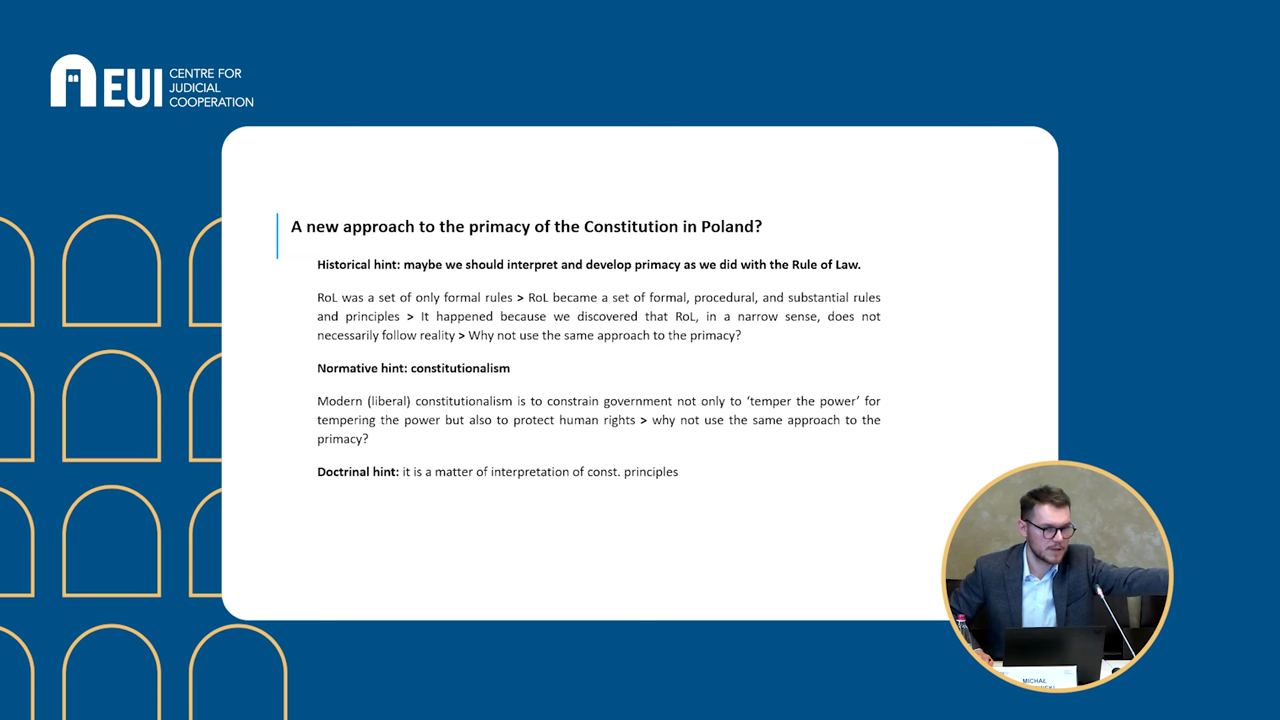 EUI
CENTRE FOR
JUDICIAL
COOPERATION
A new approach to the primacy of the Constitution in Poland?
Historical hint: maybe we should interpret and develop primacy as we did with the Rule of Law.
RoL was a set of only formal rules > RoL became a set of formal, procedural, and substantial rules
and principles > It happened because we discovered that RoL, in a narrow sense, does not
necessarily follow reality > Why not use the same approach to the primacy?
Normative hint: constitutionalism
Modern (liberal) constitutionalism is to constrain government not only to ‘temper the power’ for
tempering the power but also to protect human rights > why not use the same approach to the
primacy?
Doctrinal hint: it is a matter of interpretation of const. principles
MICHAŁ